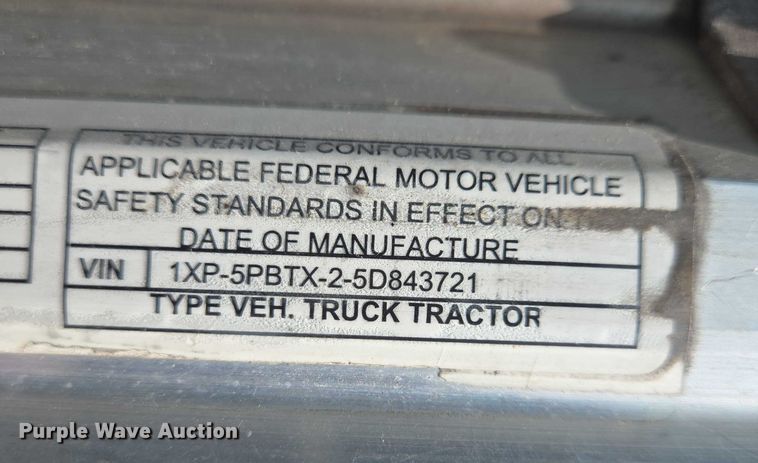 THIS VEHICLE CONFORMS TO ALL
APPLICABLE FEDERAL MOTOR VEHICLE
SAFETY STANDARDS IN EFFECT ON
DATE OF MANUFACTURE
VIN 1XP-5PBTX-2-5D843721
TYPE VEH. TRUCK TRACTOR
Purple Wave Auction